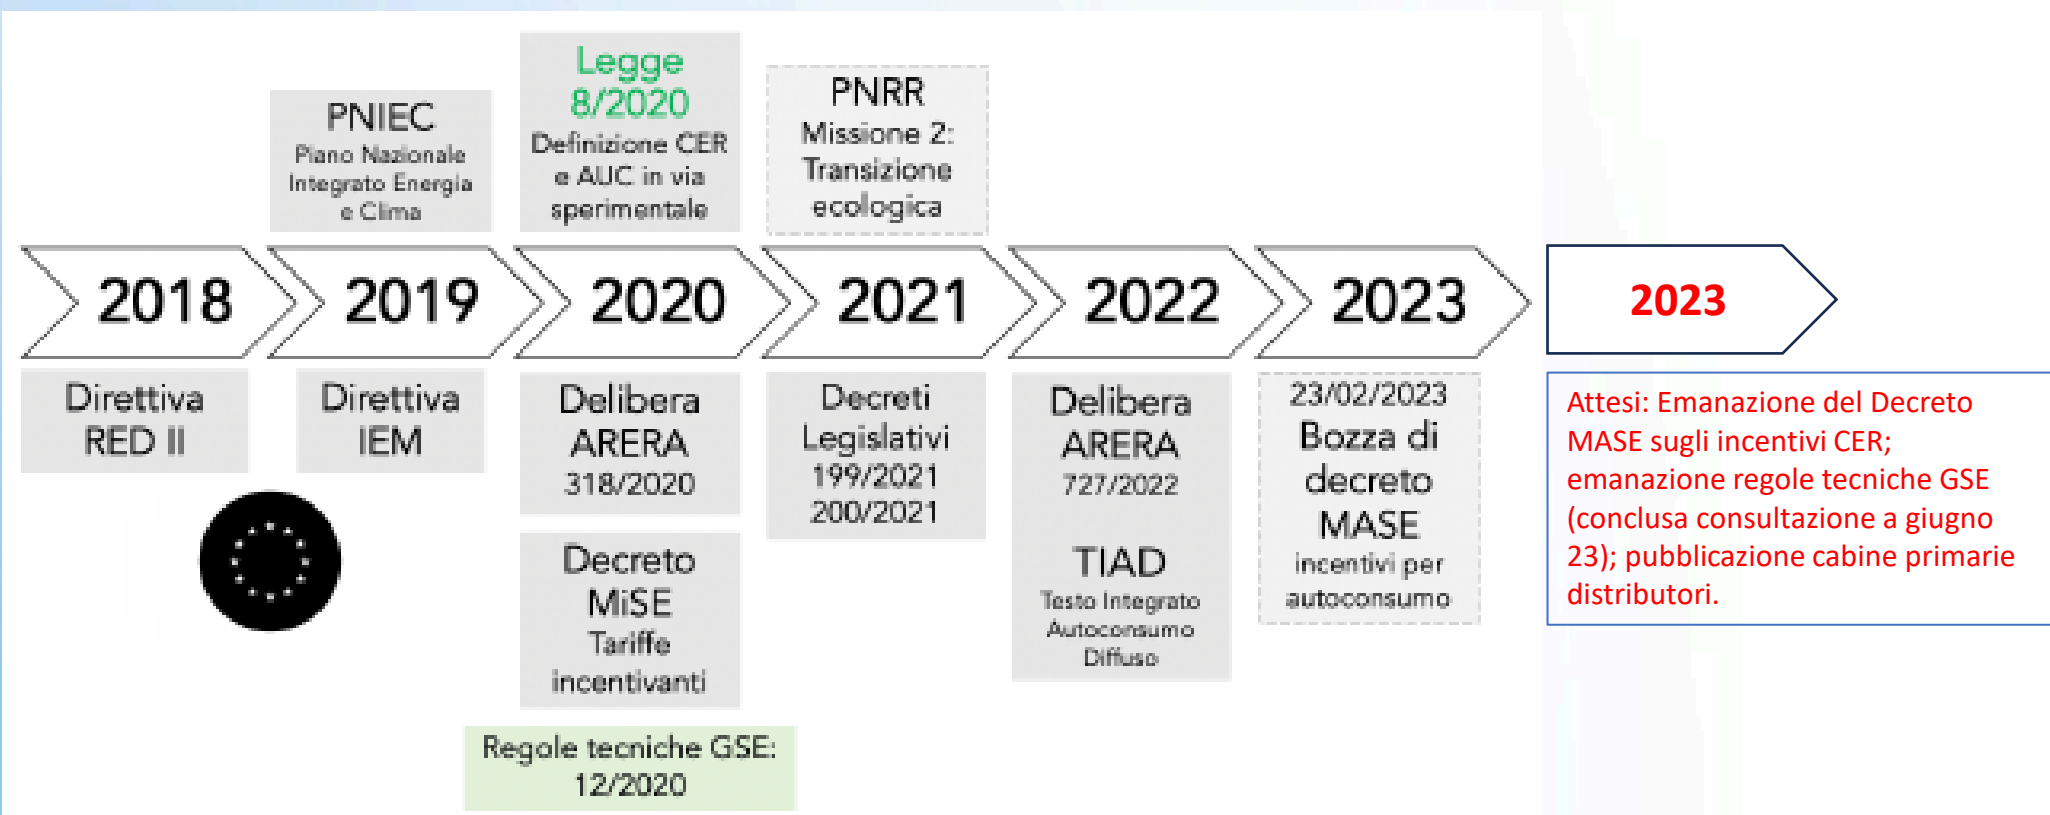 PNIEC
Piano Nazionale
Integrato Energia
e Clima
Legge
8/2020
Definizione CER
e AUC in via
sperimentale
PNRR
Missione 2:
Transizione
ecologica
2018
2019
2020
2021
2022
2023
2023
Direttiva
RED II
Direttiva
IEM
Delibera
ARERA
318/2020
Decreto
MiSE
Tariffe
incentivanti
Regole tecniche GSE:
12/2020
Decreti
Legislativi
199/2021
200/2021
Delibera
ARERA
727/2022
TIAD
Testo Integrato
Autoconsumo
Diffuso
23/02/2023
Bozza di
decreto
MASE
incentivi per
autoconsumo
Attesi: Emanazione del Decreto
MASE sugli incentivi CER;
emanazione regole tecniche GSE
(conclusa consultazione a giugno
23); pubblicazione cabine primarie
distributori.